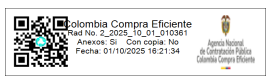 Colombia Compra Eficiente
Rad No. 2_2025_10_01_010361
Anexos: Si Con copia: No
Fecha: 01/10/2025 16:21:34
Agencia Nacional
de Contratación Pública
Colombia Compra Eficiente